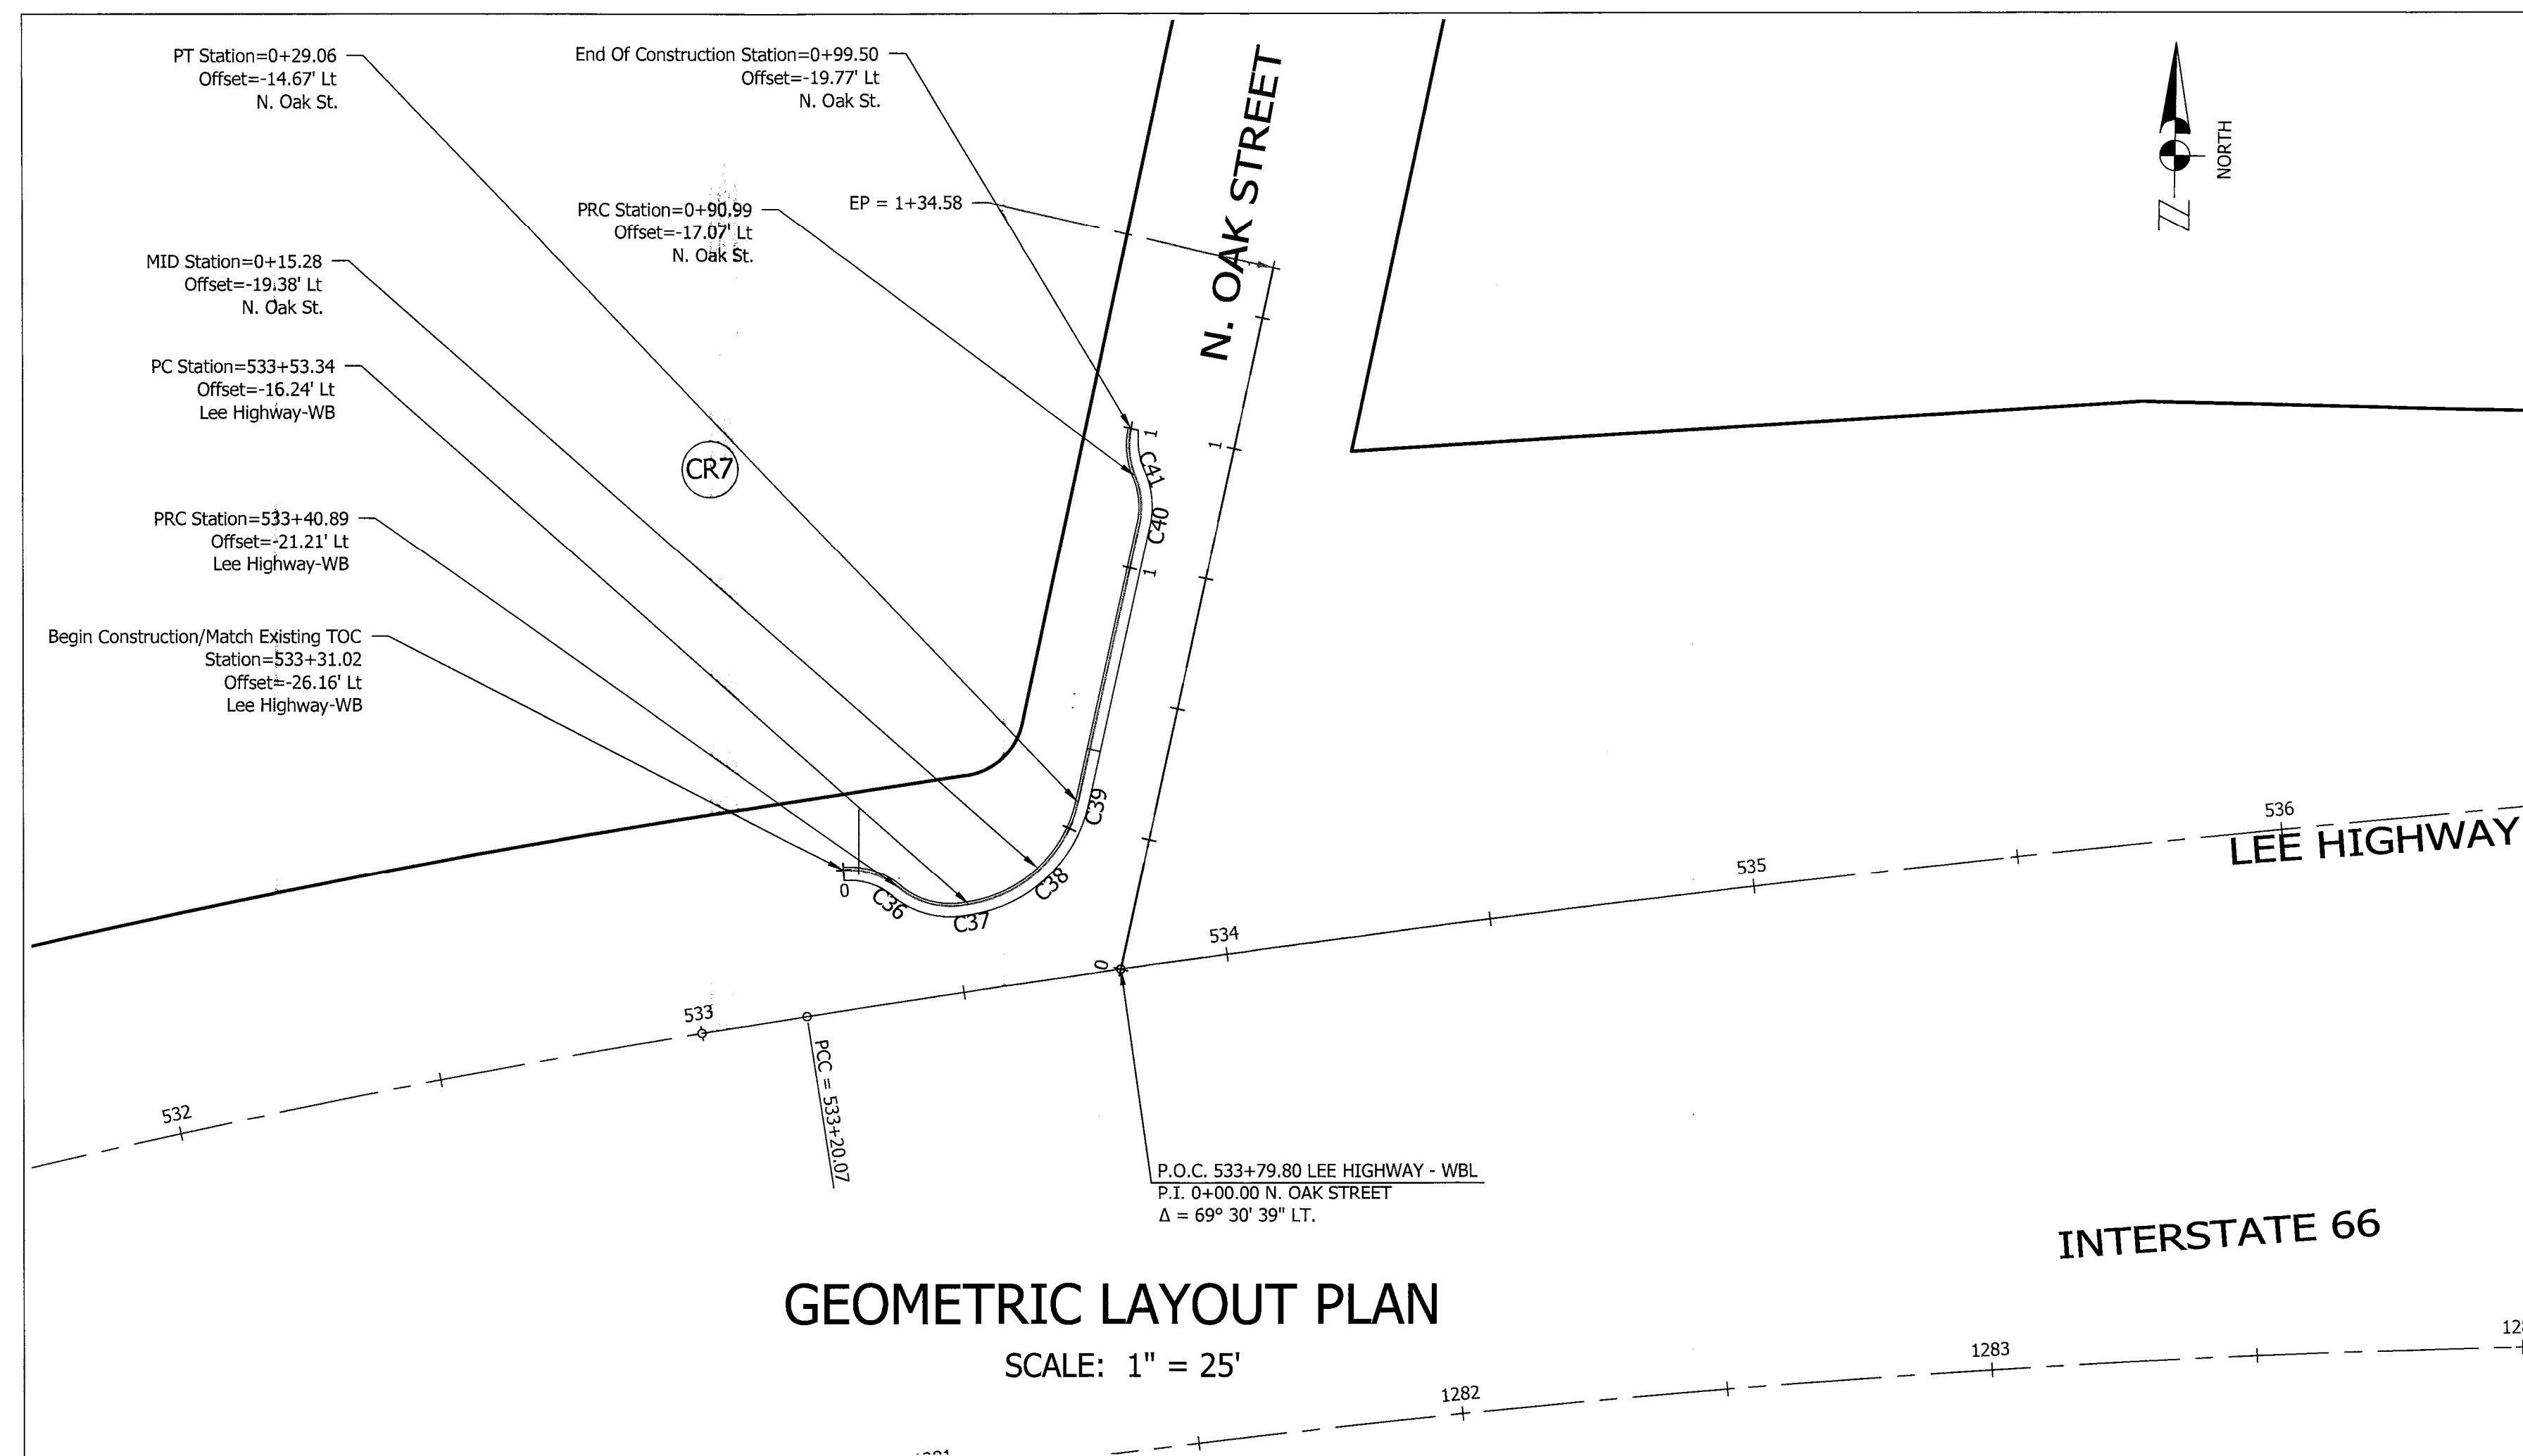 PT Station=0+29.06
Offset=-14.67' Lt
N. Oak St.
End Of Construction Station=0+99.50
Offset=-19.77' Lt
N. Oak St.
N. OAK STREET
NORTH
PRC Station=0+90.99
Offset=-17.07' Lt
N. Oak St.
EP = 1+34.58
MID Station=0+15.28
Offset=-19.38' Lt
N. Oak St.
PC Station=533+53.34
Offset=-16.24' Lt
Lee Highway-WB
CR7
1
1
C41
C40
1
PRC Station=533+40.89
Offset=-21.21' Lt
Lee Highway-WB
Begin Construction/Match Existing TOC
Station=533+31.02
Offset=-26.16' Lt
Lee Highway-WB
C39
C38
C37
C36
0
0
532
533
534
535
536
LEE HIGHWAY
PCC = 533+20.07
P.O.C. 533+79.80 LEE HIGHWAY - WBL
P.I. 0+00.00 N. OAK STREET
Δ = 69° 30' 39" LT.
INTERSTATE 66
GEOMETRIC LAYOUT PLAN
SCALE: 1" = 25'
1282
1283